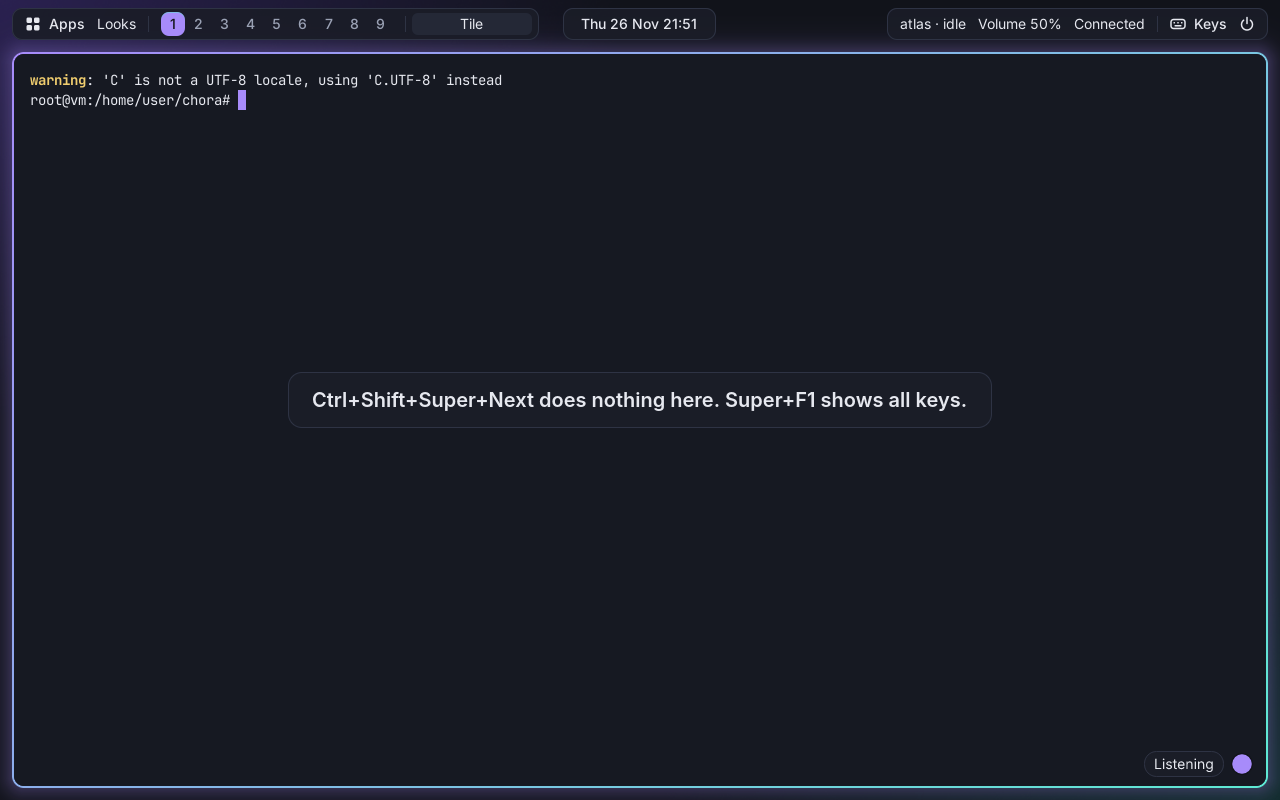 Apps Looks 1 2 3 4 5 6 7 8 9 Tile Thu 26 Nov 21:51 atlas · idle Volume 50% Connected Keys
warning: 'C' is not a UTF-8 locale, using 'C.UTF-8' instead
root@vm:/home/user/chora#
Ctrl+Shift+Super+Next does nothing here. Super+F1 shows all keys.
Listening